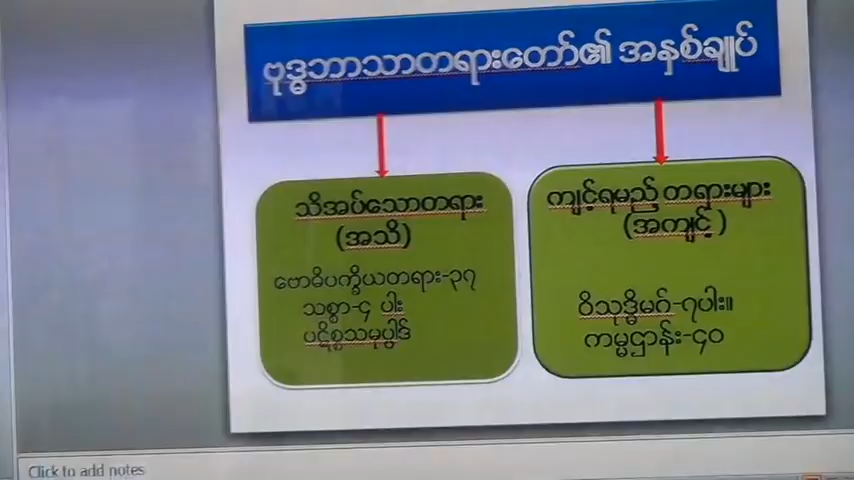 ဗုဒ္ဓဘာသာတရားတော်၏ အနှစ်ချုပ်
သိအပ်သောတရား
(အသိ)
ဗောဓိပက္ခိယတရား-၃၇
သစ္စာ-၄ ပါး
ပဋိစ္စသမုပ္ပါဒ်
ကျင့်ရမည့် တရားများ
(အကျင့်)
ဝိသုဒ္ဓိမဂ်-၇ပါး။
ကမ္မဋ္ဌာန်း-၄၀
Click to add notes